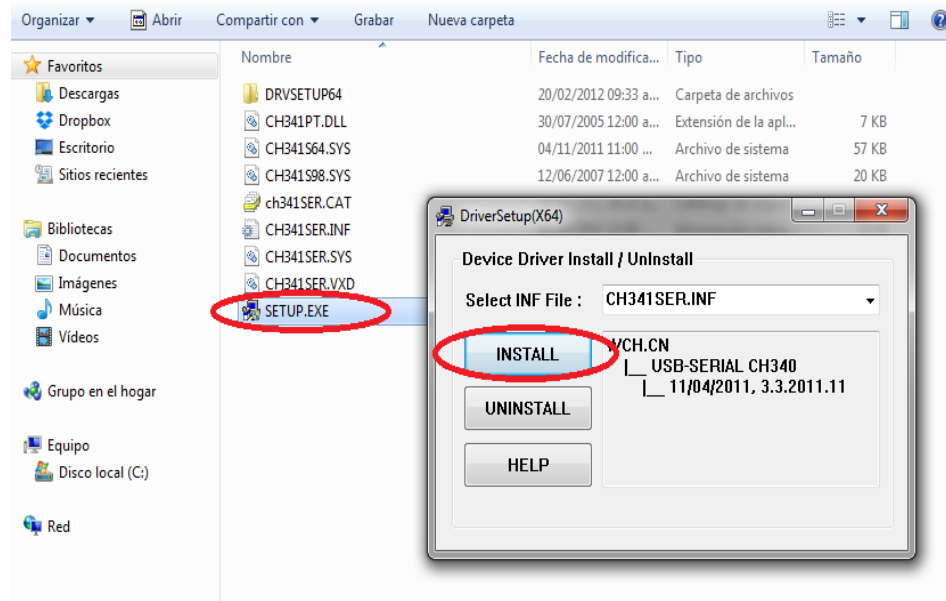 Organizar Abrir Compartir con Grabar Nueva carpeta
Favoritos
Descargas
Dropbox
Escritorio
Sitios recientes
Bibliotecas
Documentos
Imágenes
Música
Vídeos
Grupo en el hogar
Equipo
Disco local (C:)
Red
Nombre Fecha de modifica... Tipo Tamaño
DRVSETUP64 20/02/2012 09:33 a... Carpeta de archivos
CH341PT.DLL 30/07/2005 12:00 a... Extensión de la apl... 7 KB
CH341S64.SYS 04/11/2011 11:00 ... Archivo de sistema 57 KB
CH341S98.SYS 12/06/2007 12:00 a... Archivo de sistema 20 KB
ch341SER.CAT
CH341SER.INF
CH341SER.SYS
CH341SER.VXD
SETUP.EXE
DriverSetup(X64)
Device Driver Install / UnInstall
Select INF File : CH341SER.INF
INSTALL
UNINSTALL
HELP
WCH.CN
|__ USB-SERIAL CH340
|__ 11/04/2011, 3.3.2011.11